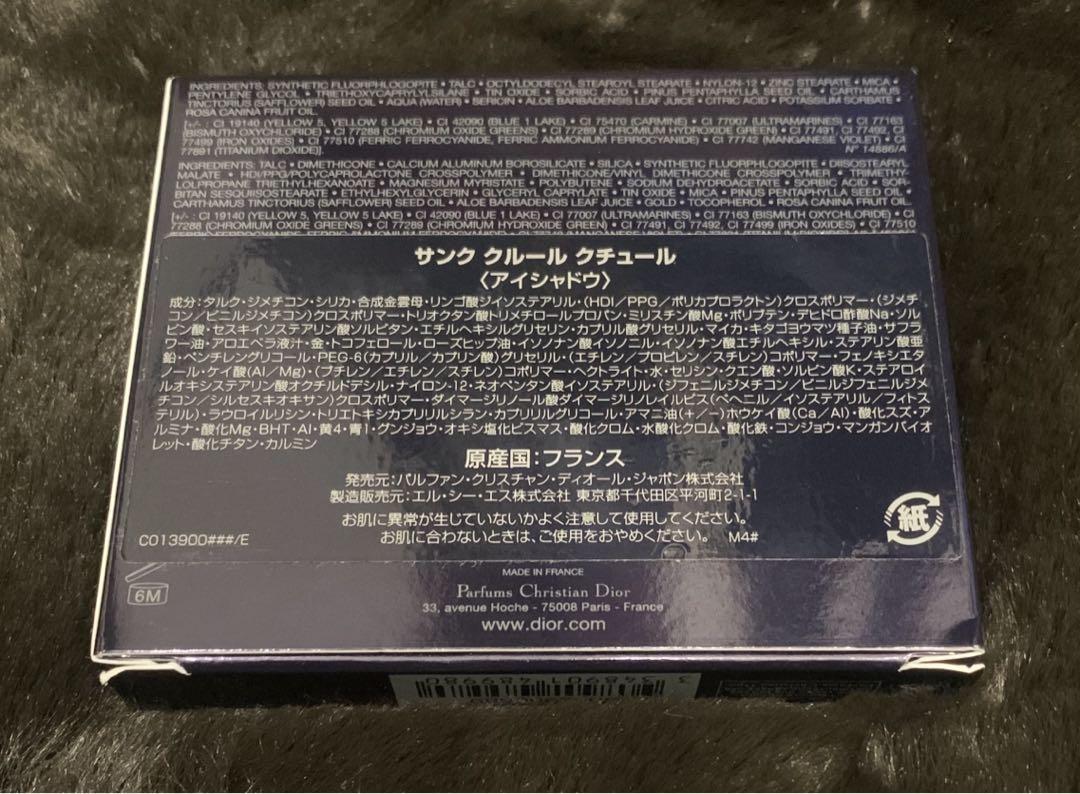 INGREDIENTS: SYNTHETIC FLUORPHLOGOPITE • TALC • OCTYLDODECYL STEAROYL STEARATE • NYLON-12 • ZINC STEARATE • MICA •
PENTYLENE GLYCOL • TRIETHOXYCAPRYLYLSILANE • TIN OXIDE • SORBIC ACID • PINUS PENTAPHYLLA SEED OIL • CARTHAMUS
TINCTORIUS (SAFFLOWER) SEED OIL • AQUA (WATER) • SERICIN • ALOE BARBADENSIS LEAF JUICE • CITRIC ACID • POTASSIUM SORBATE •
ROSA CANINA FRUIT OIL.
[+/- : CI 19140 (YELLOW 5, YELLOW 5 LAKE) • CI 42090 (BLUE 1 LAKE) • CI 75470 (CARMINE) • CI 77007 (ULTRAMARINES) • CI 77163
(BISMUTH OXYCHLORIDE) • CI 77288 (CHROMIUM OXIDE GREENS) • CI 77289 (CHROMIUM HYDROXIDE GREEN) • CI 77491, CI 77492, CI
77499 (IRON OXIDES) • CI 77510 (FERRIC FERROCYANIDE, FERRIC AMMONIUM FERROCYANIDE) • CI 77742 (MANGANESE VIOLET) • CI
77891 (TITANIUM DIOXIDE)]. N° 14886/A
INGREDIENTS: TALC • DIMETHICONE • CALCIUM ALUMINUM BOROSILICATE • SILICA • SYNTHETIC FLUORPHLOGOPITE • DIISOSTEARYL
MALATE • HDI/PPG/POLYCAPROLACTONE CROSSPOLYMER • DIMETHICONE/VINYL DIMETHICONE CROSSPOLYMER • TRIMETHY-
LOLPROPANE TRIETHYLHEXANOATE • MAGNESIUM MYRISTATE • POLYBUTENE • SODIUM DEHYDROACETATE • SORBIC ACID • SOR-
BITAN SESQUIISOSTEARATE • ETHYLHEXYLGLYCERIN • GLYCERYL CAPRYLATE • TIN OXIDE • MICA • PINUS PENTAPHYLLA SEED OIL •
CARTHAMUS TINCTORIUS (SAFFLOWER) SEED OIL • ALOE BARBADENSIS LEAF JUICE • GOLD • TOCOPHEROL • ROSA CANINA FRUIT OIL.
[+/- : CI 19140 (YELLOW 5, YELLOW 5 LAKE) • CI 42090 (BLUE 1 LAKE) • CI 77007 (ULTRAMARINES) • CI 77163 (BISMUTH OXYCHLORIDE) • CI
77288 (CHROMIUM OXIDE GREENS) • CI 77289 (CHROMIUM HYDROXIDE GREEN) • CI 77491, CI 77492, CI 77499 (IRON OXIDES) • CI 77510
サンク クルール クチュール
〈アイシャドウ〉
成分：タルク・ジメチコン・シリカ・合成金雲母・リンゴ酸ジイソステアリル・（HDI／PPG／ポリカプロラクトン）クロスポリマー・（ジメチ
コン／ビニルジメチコン）クロスポリマー・トリオクタン酸トリメチロールプロパン・ミリスチン酸Mg・ポリブテン・デヒドロ酢酸Na・ソル
ビン酸・セスキイソステアリン酸ソルビタン・エチルヘキシルグリセリン・カプリル酸グリセリル・マイカ・キタゴヨウマツ種子油・サフラ
ワー油・アロエベラ液汁・金・トコフェロール・ローズヒップ油・イソノナン酸イソノニル・イソノナン酸エチルヘキシル・ステアリン酸亜
鉛・ペンチレングリコール・PEG-6（カプリル／カプリン酸）グリセリル・（エチレン／プロピレン／スチレン）コポリマー・フェノキシエタ
ノール・ケイ酸（Al／Mg）・（ブチレン／エチレン／スチレン）コポリマー・ヘクトライト・水・セリシン・クエン酸・ソルビン酸K・ステアロイ
ルオキシステアリン酸オクチルドデシル・ナイロン-12・ネオペンタン酸イソステアリル・（ジフェニルジメチコン／ビニルジフェニルジメ
チコン／シルセスキオキサン）クロスポリマー・ダイマージリノール酸ダイマージリノレイルビス（ベヘニル／イソステアリル／フィトス
テリル）・ラウロイルリシン・トリエトキシカプリリルシラン・カプリリルグリコール・アマニ油（＋／－）ホウケイ酸（Ca／Al）・酸化スズ・ア
ルミナ・酸化Mg・BHT・Al・黄4・青1・グンジョウ・オキシ塩化ビスマス・酸化クロム・水酸化クロム・酸化鉄・コンジョウ・マンガンバイオ
レット・酸化チタン・カルミン
原産国：フランス
発売元：パルファン・クリスチャン・ディオール・ジャポン株式会社
製造販売元：エル・シー・エス株式会社 東京都千代田区平河町2-1-1
お肌に異常が生じていないかよく注意して使用してください。
お肌に合わないときは、ご使用をおやめください。 M4#
C013900###/E
紙
6M
MADE IN FRANCE
Parfums Christian Dior
33, avenue Hoche - 75008 Paris - France
www.dior.com
3 348901 489980